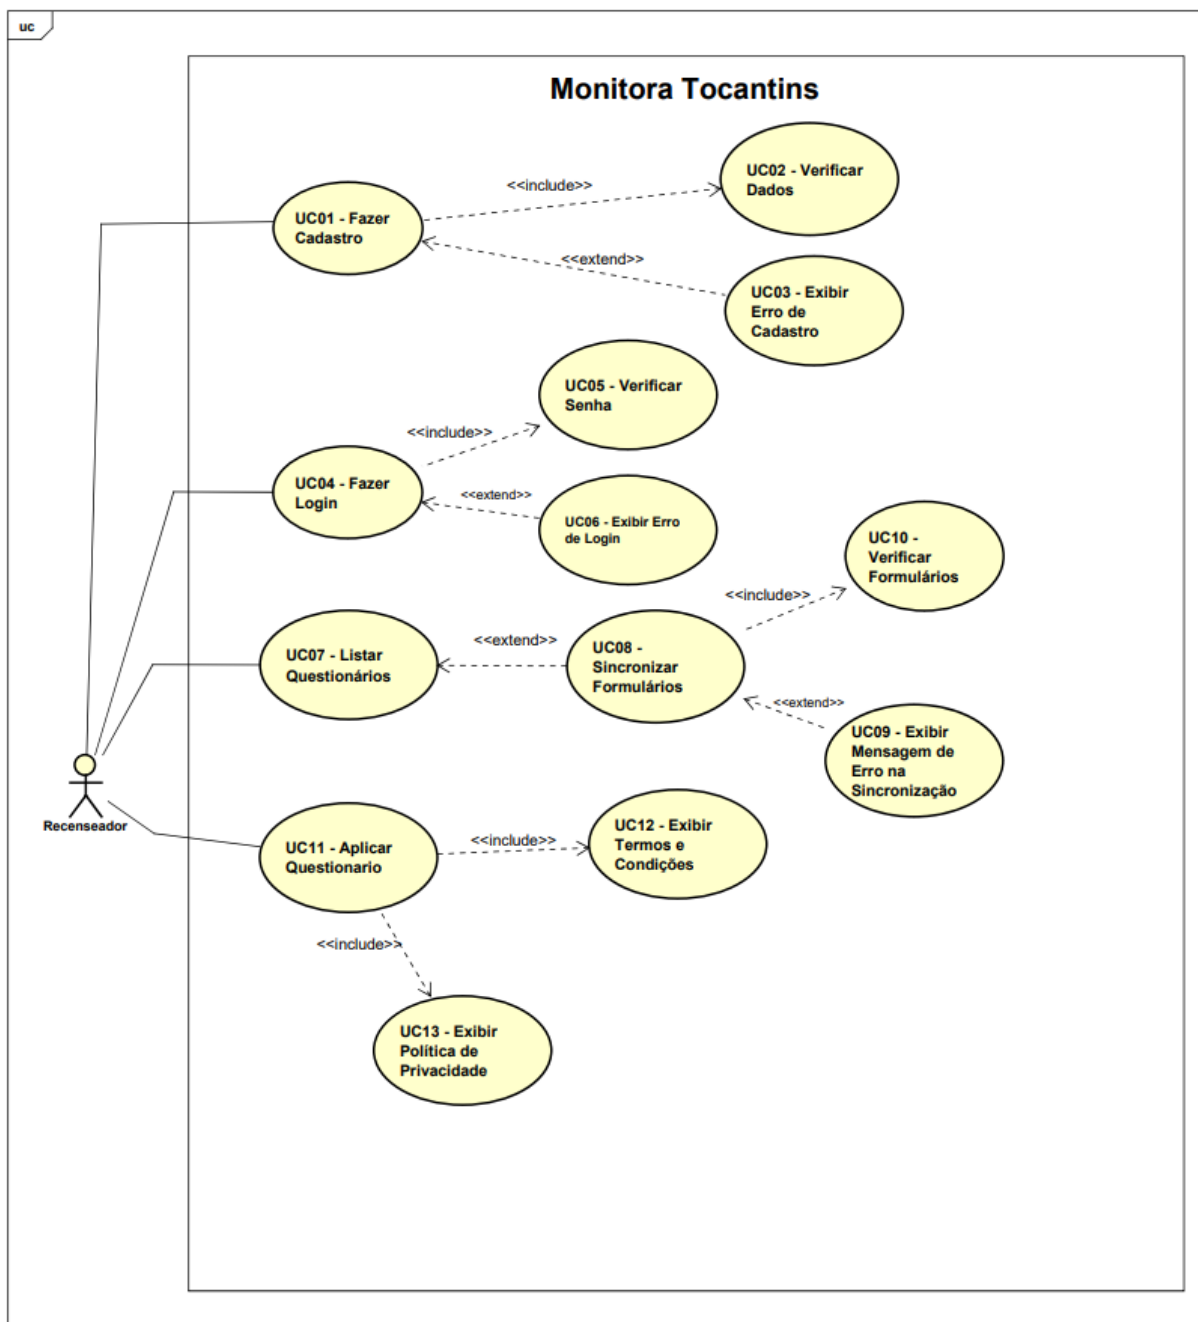 uc
Monitora Tocantins
UC02 - Verificar
Dados
<<include>>
UC01 - Fazer
Cadastro
<<extend>>
UC03 - Exibir
Erro de
Cadastro
UC05 - Verificar
Senha
<<include>>
UC04 - Fazer
Login
<<extend>>
UC06 - Exibir Erro
de Login
UC10 -
Verificar
Formulários
<<include>>
UC07 - Listar
Questionários
<<extend>>
UC08 -
Sincronizar
Formulários
<<extend>>
UC09 - Exibir
Mensagem de
Erro na
Sincronização
Recenseador
UC11 - Aplicar
Questionario
<<include>>
UC12 - Exibir
Termos e
Condições
<<include>>
UC13 - Exibir
Política de
Privacidade